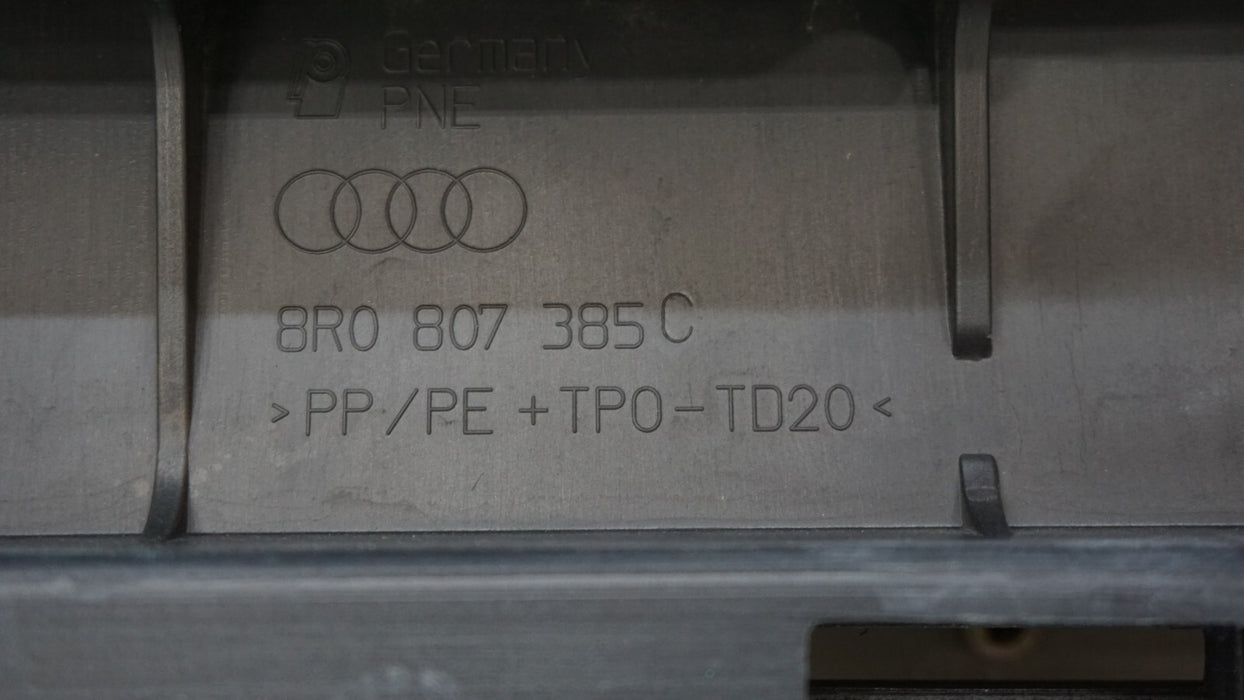 Germany
PNE
8R0 807 385 C
>PP/PE +TPO-TD20<